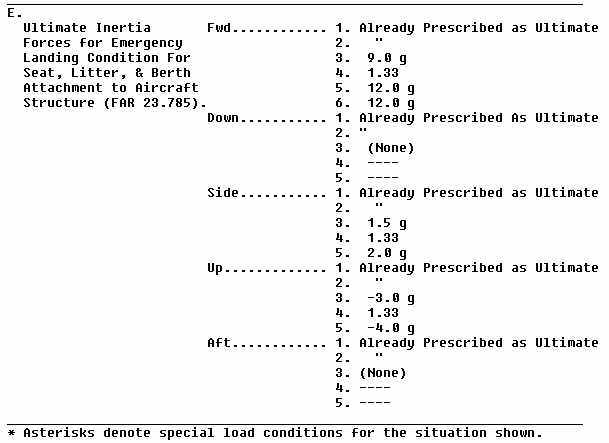 E.
Ultimate Inertia Fwd............ 1. Already Prescribed as Ultimate
Forces for Emergency 2. "
Landing Condition For 3. 9.0 g
Seat, Litter, & Berth 4. 1.33
Attachment to Aircraft 5. 12.0 g
Structure (FAR 23.785). 6. 12.0 g
Down........... 1. Already Prescribed As Ultimate
2. "
3. (None)
4. ----
5. ----
Side........... 1. Already Prescribed as Ultimate
2. "
3. 1.5 g
4. 1.33
5. 2.0 g
Up............. 1. Already Prescribed as Ultimate
2. "
3. -3.0 g
4. 1.33
5. -4.0 g
Aft............ 1. Already Prescribed as Ultimate
2. "
3. (None)
4. ----
5. ----
* Asterisks denote special load conditions for the situation shown.